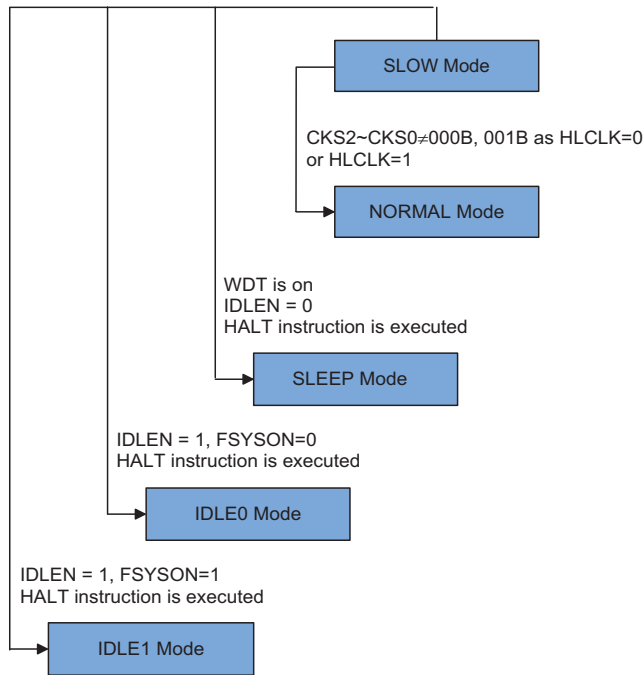 SLOW Mode
CKS2~CKS0≠000B, 001B as HLCLK=0
or HLCLK=1
NORMAL Mode
WDT is on
IDLEN = 0
HALT instruction is executed
SLEEP Mode
IDLEN = 1, FSYSON=0
HALT instruction is executed
IDLE0 Mode
IDLEN = 1, FSYSON=1
HALT instruction is executed
IDLE1 Mode